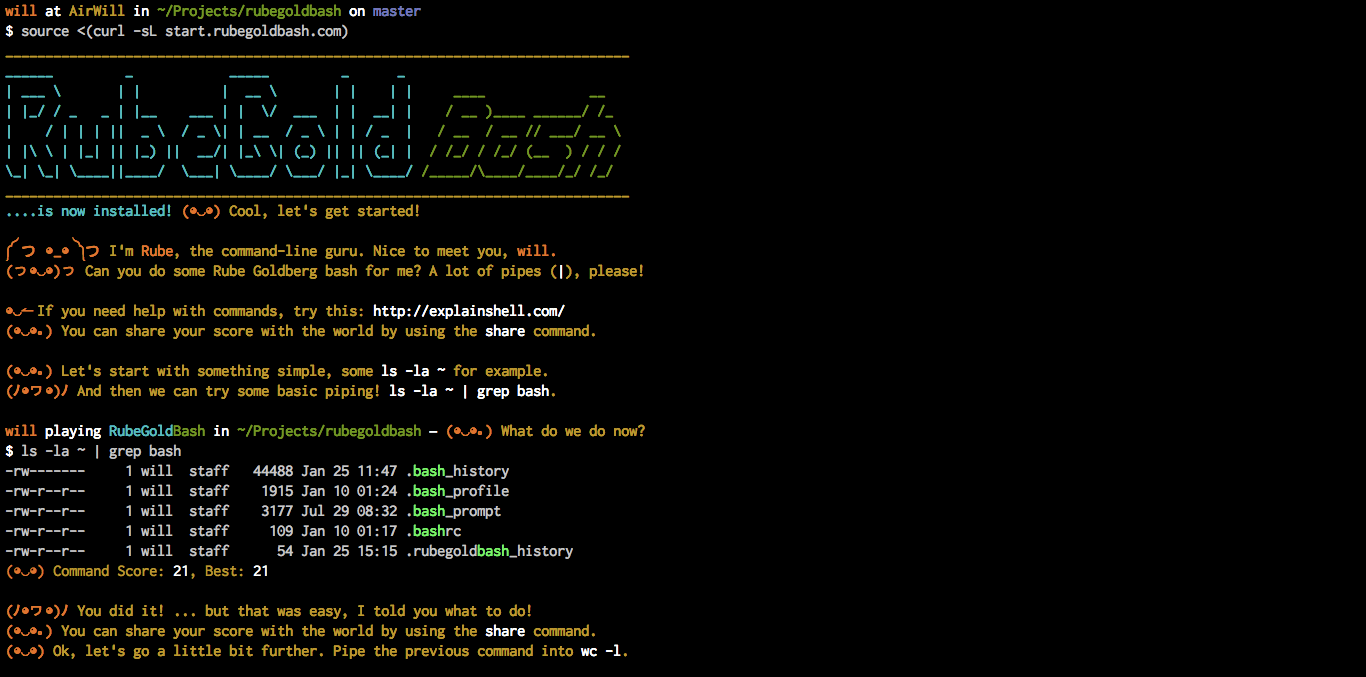 will at AirWill in ~/Projects/rubegoldbash on master
$ source <(curl -sL start.rubegoldbash.com)
RubeGold Bash
....is now installed! (◕◡◕) Cool, let's get started!
༼つ ◕_◕ ༽つ I'm Rube, the command-line guru. Nice to meet you, will.
(つ◕◡◕)つ Can you do some Rube Goldberg bash for me? A lot of pipes (|), please!
If you need help with commands, try this: http://explainshell.com/
You can share your score with the world by using the share command.
Let's start with something simple, some ls -la ~ for example.
(ﾉ◕ヮ◕)ﾉ And then we can try some basic piping! ls -la ~ | grep bash.
will playing RubeGoldBash in ~/Projects/rubegoldbash — What do we do now?
$ ls -la ~ | grep bash
-rw------- 1 will staff 44488 Jan 25 11:47 .bash_history
-rw-r--r-- 1 will staff 1915 Jan 10 01:24 .bash_profile
-rw-r--r-- 1 will staff 3177 Jul 29 08:32 .bash_prompt
-rw-r--r-- 1 will staff 109 Jan 10 01:17 .bashrc
-rw-r--r-- 1 will staff 54 Jan 25 15:15 .rubegoldbash_history
(◕◡◕) Command Score: 21, Best: 21
(ﾉ◕ヮ◕)ﾉ You did it! ... but that was easy, I told you what to do!
You can share your score with the world by using the share command.
(◕◡◕) Ok, let's go a little bit further. Pipe the previous command into wc -l.